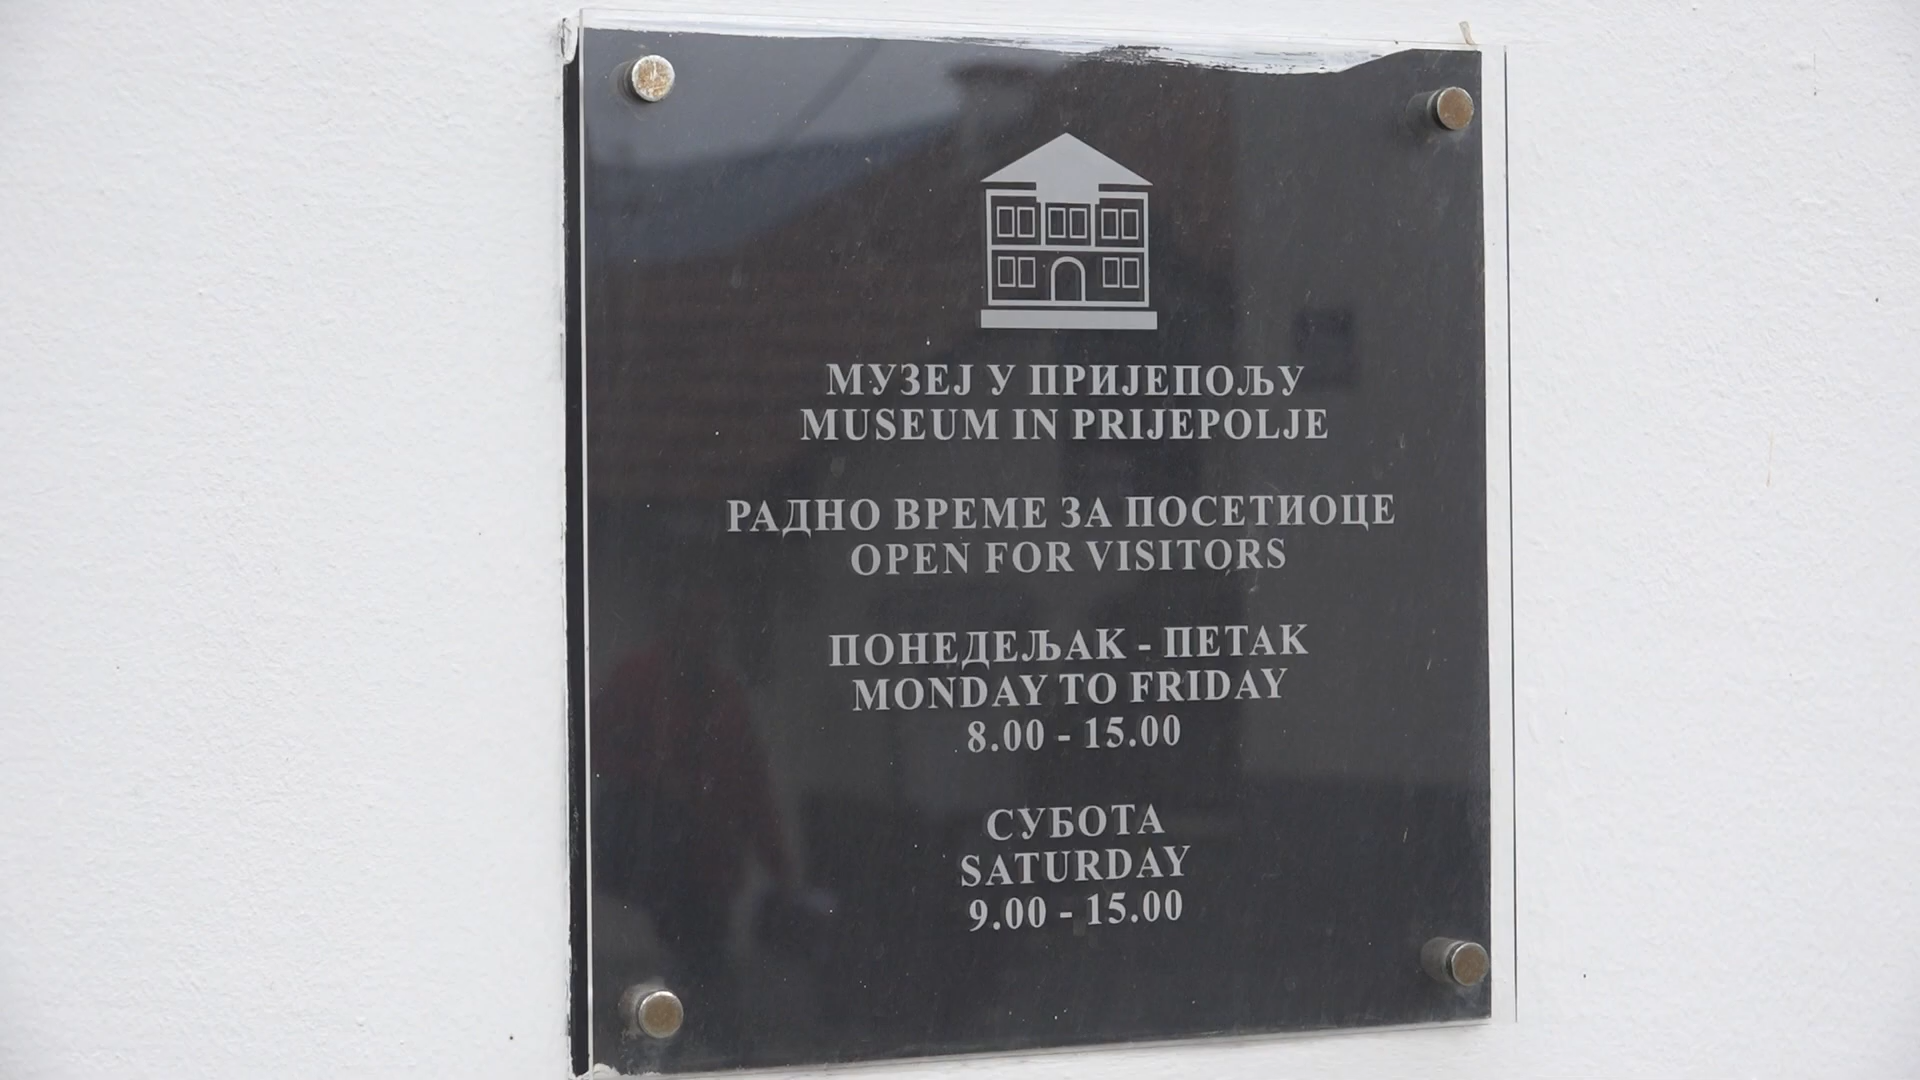 МУЗЕЈ У ПРИЈЕПОЉУ
MUSEUM IN PRIJEPOLJE
РАДНО ВРЕМЕ ЗА ПОСЕТИОЦЕ
OPEN FOR VISITORS
ПОНЕДЕЉАК - ПЕТАК
MONDAY TO FRIDAY
8.00 - 15.00
СУБОТА
SATURDAY
9.00 - 15.00